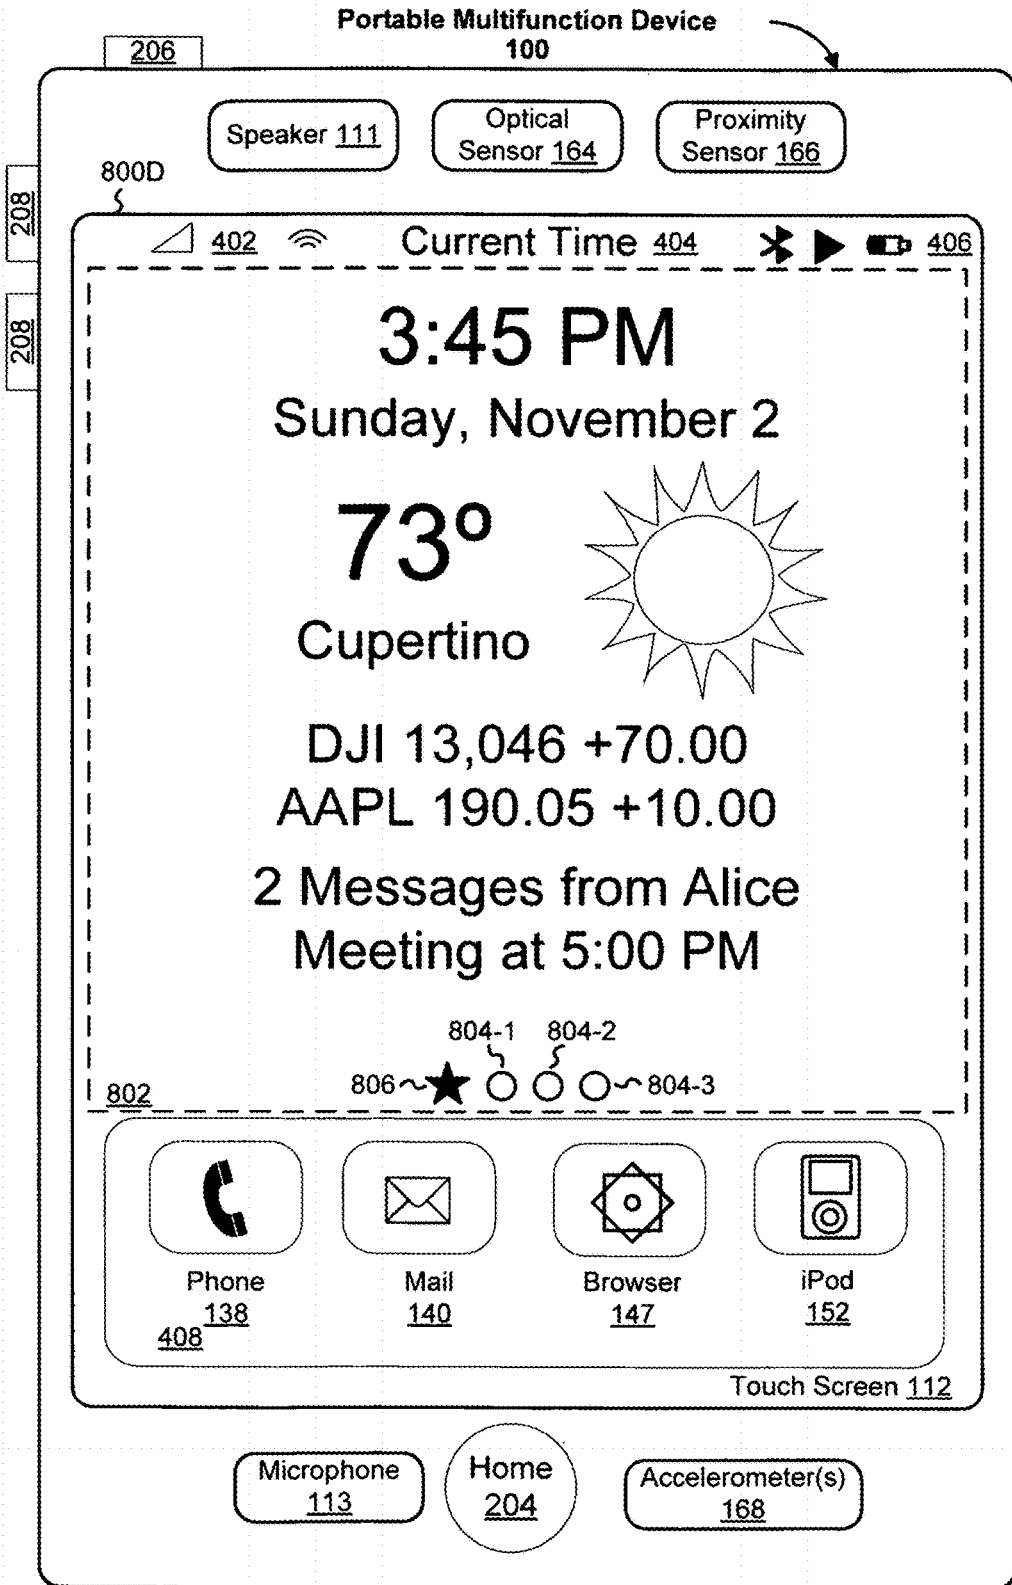 Portable Multifunction Device
100
206
Speaker 111
Optical
Sensor 164
Proximity
Sensor 166
800D
208
208
402
Current Time 404
406
3:45 PM
Sunday, November 2
73º
Cupertino
DJI 13,046 +70.00
AAPL 190.05 +10.00
2 Messages from Alice
Meeting at 5:00 PM
804-1 804-2
806
804-3
802
Phone
138
Mail
140
Browser
147
iPod
152
408
Touch Screen 112
Microphone
113
Home
204
Accelerometer(s)
168